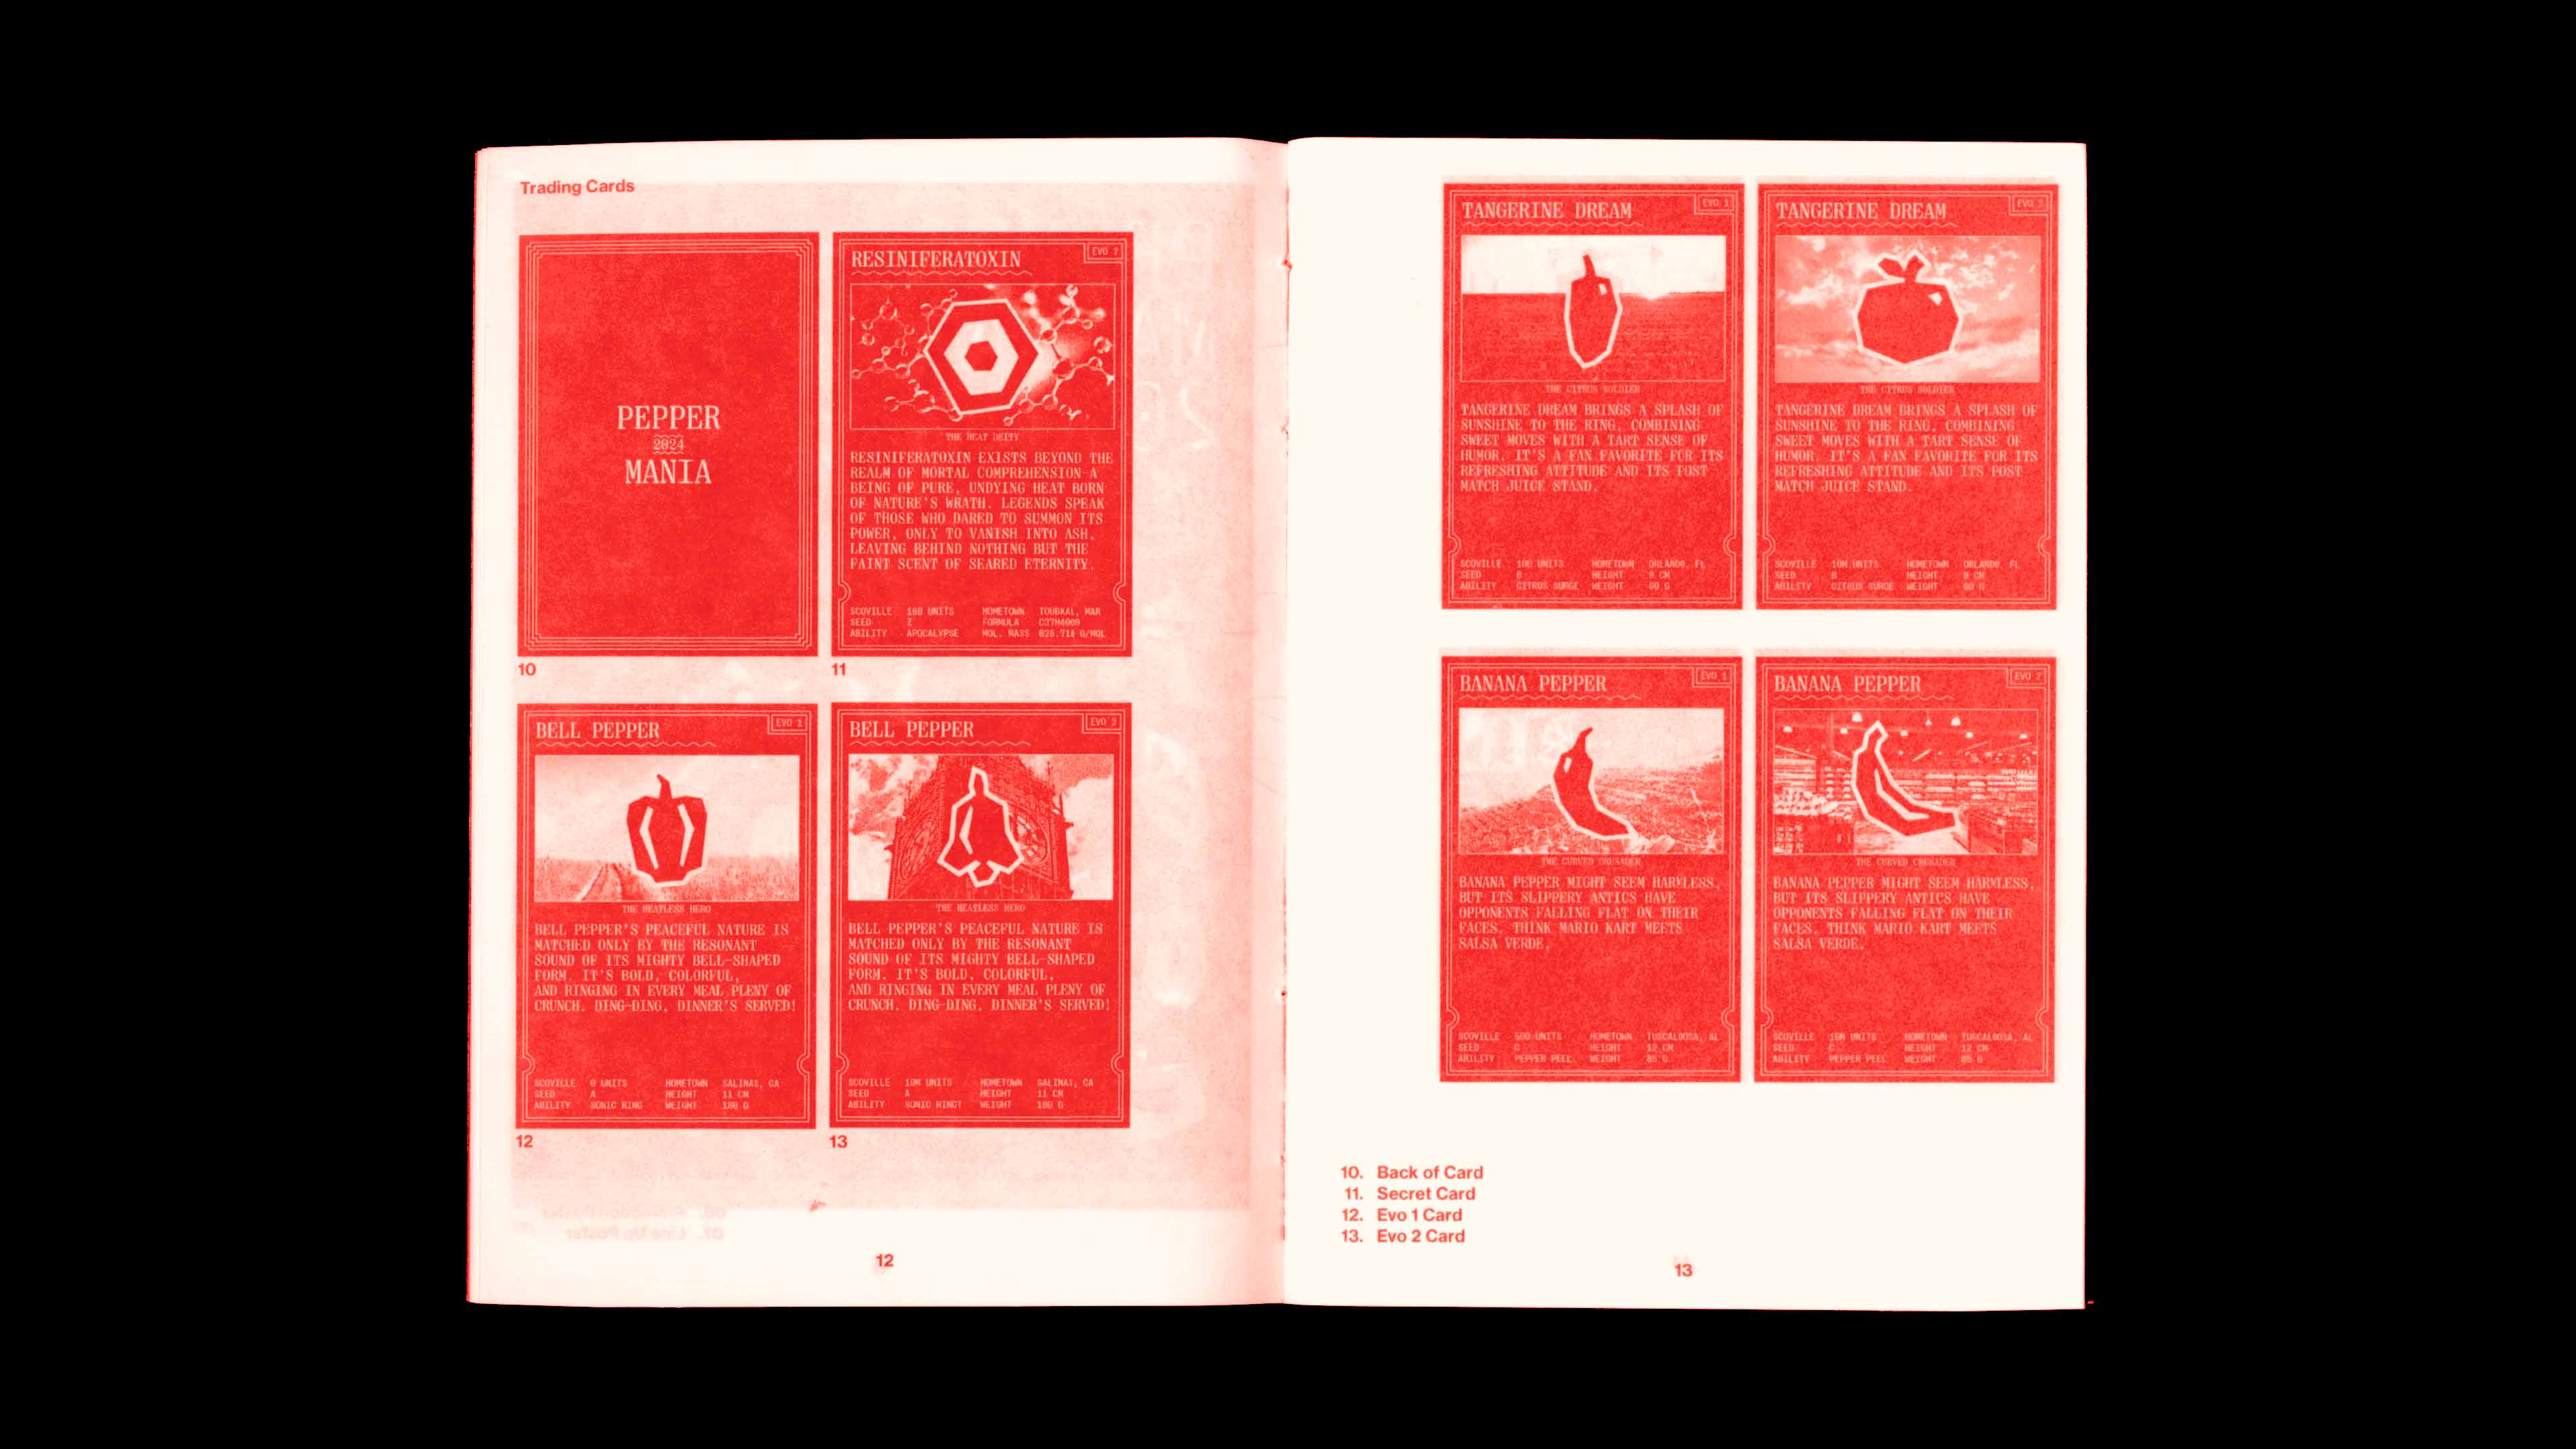 Trading Cards
PEPPER
2024
MANIA
10
RESINIFERATOXIN
EVO ?
THE HEAT DEITY
RESINIFERATOXIN EXISTS BEYOND THE
REALM OF MORTAL COMPREHENSION-A
BEING OF PURE, UNDYING HEAT BORN
OF NATURE'S WRATH. LEGENDS SPEAK
OF THOSE WHO DARED TO SUMMON ITS
POWER, ONLY TO VANISH INTO ASH,
LEAVING BEHIND NOTHING BUT THE
FAINT SCENT OF SEARED ETERNITY.
SCOVILLE UNITS HOMETOWN TOUBKAL, MAR
SEED Z FORMULA
ABILITY APOCALYPSE MOL. MASS G/MOL
11
BELL PEPPER
EVO 1
THE HEATLESS HERO
BELL PEPPER'S PEACEFUL NATURE IS
MATCHED ONLY BY THE RESONANT
SOUND OF ITS MIGHTY BELL-SHAPED
FORM. IT'S BOLD, COLORFUL,
AND RINGING IN EVERY MEAL PLENY OF
CRUNCH. DING-DING, DINNER'S SERVED!
SCOVILLE 0 UNITS HOMETOWN SALINAS, CA
SEED A HEIGHT 11 CM
ABILITY SONIC RING WEIGHT 180 G
12
BELL PEPPER
EVO 2
THE HEATLESS HERO
BELL PEPPER'S PEACEFUL NATURE IS
MATCHED ONLY BY THE RESONANT
SOUND OF ITS MIGHTY BELL-SHAPED
FORM. IT'S BOLD, COLORFUL,
AND RINGING IN EVERY MEAL PLENY OF
CRUNCH. DING-DING, DINNER'S SERVED!
SCOVILLE 10M UNITS HOMETOWN SALINAS, CA
SEED A HEIGHT 11 CM
ABILITY SONIC WEIGHT 180 G
13
12
TANGERINE DREAM
EVO 1
THE CITRUS SOLDIER
TANGERINE DREAM BRINGS A SPLASH OF
SUNSHINE TO THE RING, COMBINING
SWEET MOVES WITH A TART SENSE OF
HUMOR. IT'S A FAN FAVORITE FOR ITS
REFRESHING ATTITUDE AND ITS POST
MATCH JUICE STAND.
SCOVILLE 100 UNITS HOMETOWN ORLANDO, FL
SEED B HEIGHT CM
ABILITY CITRUS SURGE WEIGHT 60 G
TANGERINE DREAM
EVO 2
THE CITRUS SOLDIER
TANGERINE DREAM BRINGS A SPLASH OF
SUNSHINE TO THE RING, COMBINING
SWEET MOVES WITH A TART SENSE OF
HUMOR. IT'S A FAN FAVORITE FOR ITS
REFRESHING ATTITUDE AND ITS POST
MATCH JUICE STAND.
SCOVILLE 10M UNITS HOMETOWN ORLANDO, FL
SEED B HEIGHT CM
ABILITY CITRUS SURGE WEIGHT 60 G
BANANA PEPPER
EVO 1
THE CURVED CRUSADER
BANANA PEPPER MIGHT SEEM HARMLESS,
BUT ITS SLIPPERY ANTICS HAVE
OPPONENTS FALLING FLAT ON THEIR
FACES. THINK MARIO KART MEETS
SALSA VERDE.
SCOVILLE 500 UNITS HOMETOWN TUSCALOOSA, AL
SEED C HEIGHT 12 CM
ABILITY PEPPER PEEL WEIGHT 85 G
BANANA PEPPER
EVO 2
THE CURVED CRUSADER
BANANA PEPPER MIGHT SEEM HARMLESS,
BUT ITS SLIPPERY ANTICS HAVE
OPPONENTS FALLING FLAT ON THEIR
FACES. THINK MARIO KART MEETS
SALSA VERDE.
SCOVILLE 10M UNITS HOMETOWN TUSCALOOSA, AL
SEED C HEIGHT 12 CM
ABILITY PEPPER PEEL WEIGHT 85 G
10. Back of Card
11. Secret Card
12. Evo 1 Card
13. Evo 2 Card
13